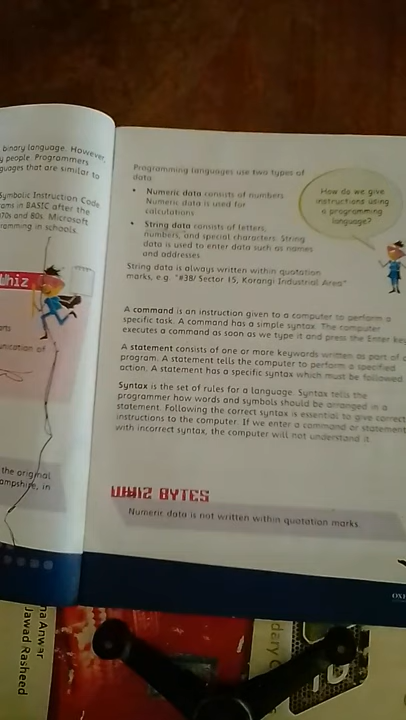 binary language. However,
y people. Programmers
guages that are similar to
Symbolic Instruction Code
rams in BASIC after the
70s and 80s. Microsoft
ramming in schools.
Whiz
unication of
the original
ampshire, in
Programming languages use two types of
data.
• Numeric data consists of numbers.
Numeric data is used for
calculations
• String data consists of letters,
numbers, and special characters. String
data is used to enter data such as names
and addresses
String data is always written within quotation
marks, e.g. "#38/ Sector 15, Korangi Industrial Area"
How do we give
instructions using
a programming
language?
A command is an instruction given to a computer to perform a
specific task. A command has a simple syntax. The computer
executes a command as soon as we type it and press the Enter key
A statement consists of one or more keywords written as part of a
program. A statement tells the computer to perform a specified
action. A statement has a specific syntax which must be followed
Syntax is the set of rules for a language. Syntax tells the
programmer how words and symbols should be arranged in a
statement. Following the correct syntax is essential to give correct
instructions to the computer. If we enter a command or statement
with incorrect syntax, the computer will not understand it.
WHIZ BYTES
Numeric data is not written within quotation marks.
OX
na Anwar
Jawad Rasheed